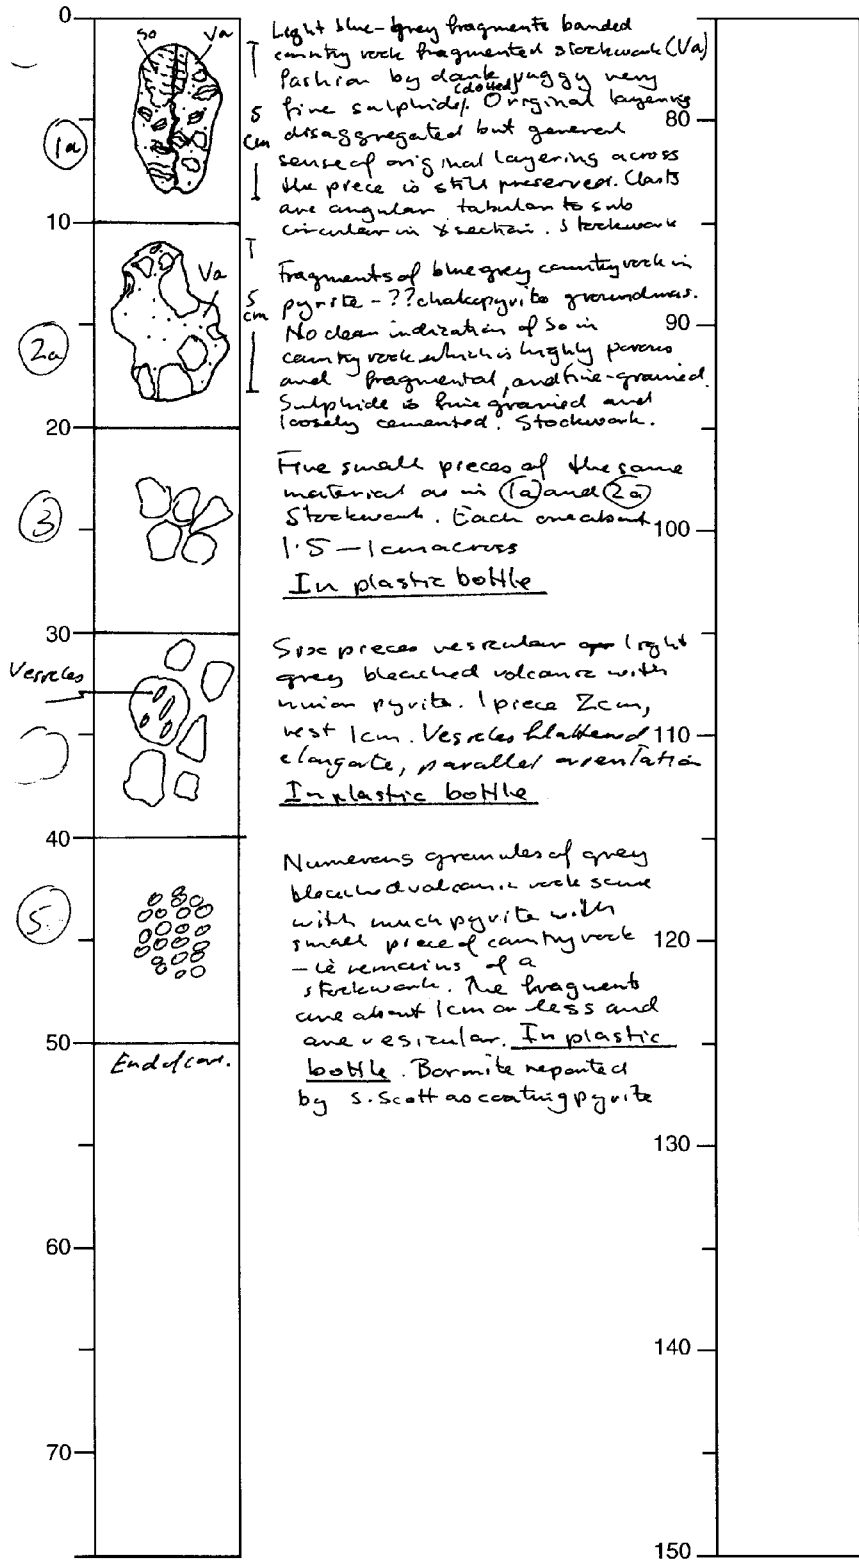 0
So Va
1a
5
cm
Light blue-grey fragments banded
country rock fragmented stockwork (Va)
fashion by dark vuggy very
(dotted)
fine sulphide. Original layering
disaggregated but general
sense of original layering across
the piece is still preserved. Clasts
are angular tabular to sub
circular in x section. Stockwork
80
10
Va
2a
5
cm
Fragments of blue grey country rock in
pyrite - ??chalcopyrite groundmass.
No clear indication of So in
country rock which is highly porous
and fragmental, and fine-grained.
Sulphide is fine grained and
loosely cemented. Stockwork.
90
20
3
Five small pieces of the same
material as in 1a and 2a
Stockwork. Each one about
1.5 - 1cm across
In plastic bottle
100
30
Vesicles
Six pieces vesicular light
grey bleached volcanic with
minor pyrite. 1 piece 2cm,
rest 1cm. Vesicles flattened
elongate, parallel orientation
In plastic bottle
110
40
5
Numerous granules of grey
bleached volcanic rock some
with much pyrite with
small piece of country rock
- ie remains of a
stockwork. The fragments
are about 1cm or less and
are vesicular. In plastic
bottle. Bornite reported
by S. Scott as coating pyrite
120
50
End of core.
130
60
140
70
150